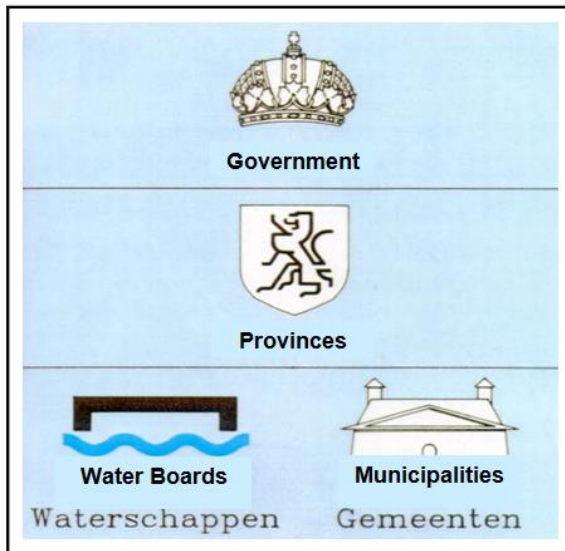 Government
Provinces
Water Boards
Municipalities
Waterschappen
Gemeenten